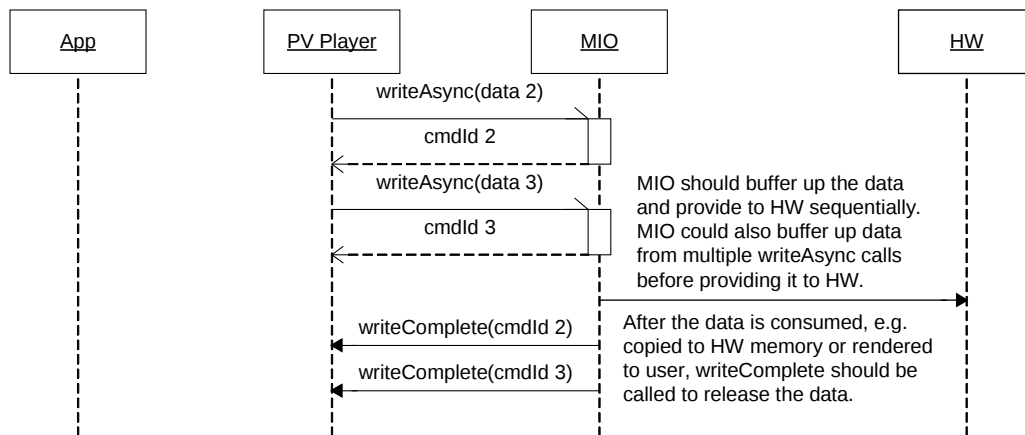 App
PV Player
MIO
HW
writeAsync(data 2)
cmdId 2
writeAsync(data 3)
cmdId 3
MIO should buffer up the data
and provide to HW sequentially.
MIO could also buffer up data
from multiple writeAsync calls
before providing it to HW.
writeComplete(cmdId 2)
writeComplete(cmdId 3)
After the data is consumed, e.g.
copied to HW memory or rendered
to user, writeComplete should be
called to release the data.